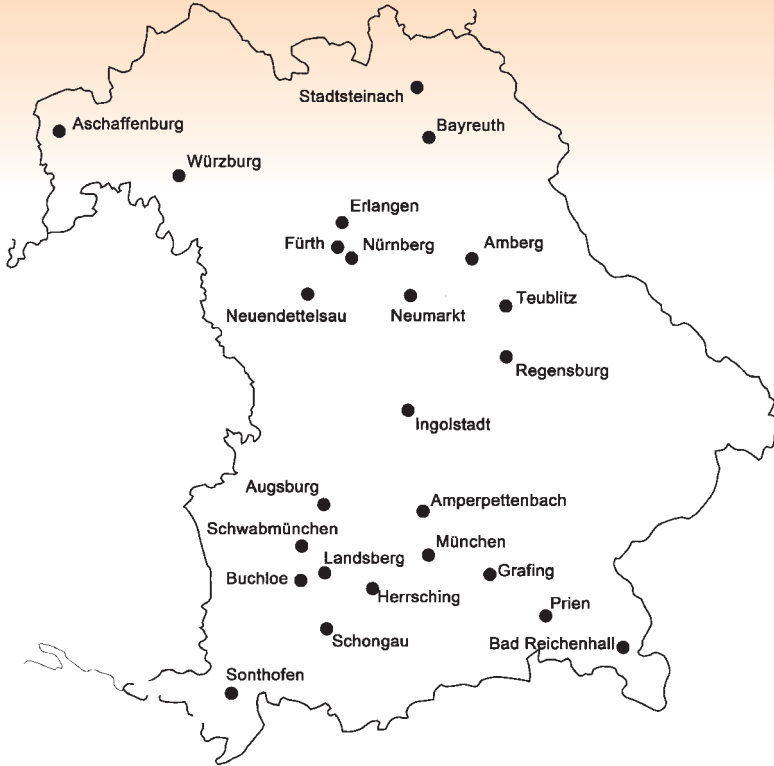 Stadtsteinach
Aschaffenburg
Bayreuth
Würzburg
Erlangen
Fürth
Nürnberg
Amberg
Neuendettelsau
Neumarkt
Teublitz
Regensburg
Ingolstadt
Augsburg
Amperpettenbach
Schwabmünchen
München
Landsberg
Buchloe
Grafing
Herrsching
Prien
Schongau
Bad Reichenhall
Sonthofen